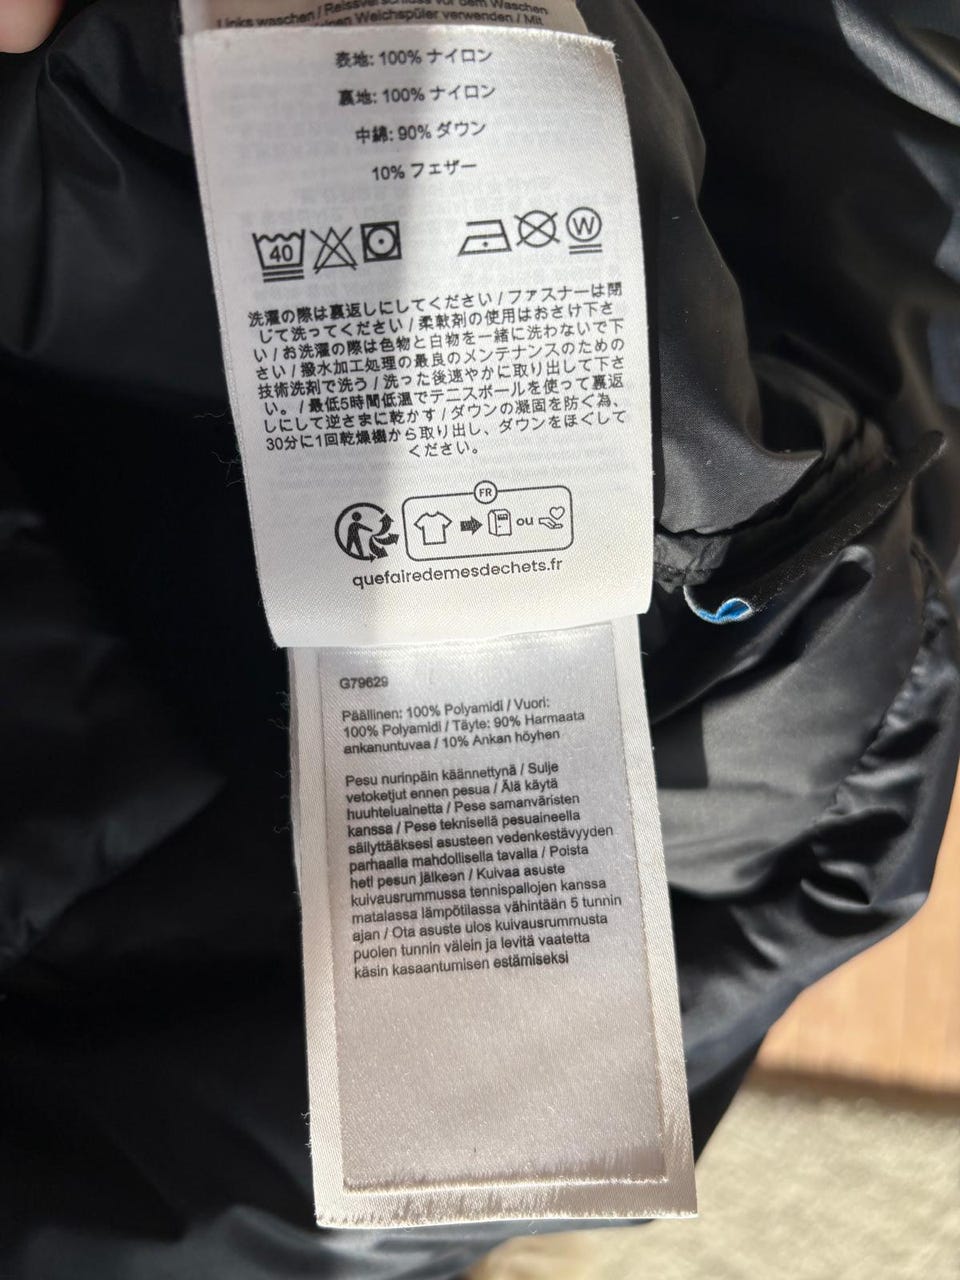 Links waschen / Reissverschluss vor dem Waschen
Weichspüler verwenden / Mit
表地: 100% ナイロン
裏地: 100% ナイロン
中綿: 90% ダウン
10% フェザー
40
W
洗濯の際は裏返しにしてください / ファスナーは閉
じて洗ってください / 柔軟剤の使用はおさけ下さ
い / お洗濯の際は色物と白物を一緒に洗わないで下
さい / 撥水加工処理の最良のメンテナンスのための
技術洗剤で洗う / 洗った後速やかに取り出して下さ
い。/ 最低5時間低温でテニスボールを使って裏返
しにして逆さまに乾かす / ダウンの凝固を防ぐ為、
30分に1回乾燥機から取り出し、ダウンをほぐして
ください。
FR
ou
quefairedemesdechets.fr
G79629
Päällinen: 100% Polyamidi / Vuori:
100% Polyamidi / Täyte: 90% Harmaata
ankanuntuvaa / 10% Ankan höyhen
Pesu nurinpäin käännettynä / Sulje
vetoketjut ennen pesua / Älä käytä
huuhteluainetta / Pese samanväristen
kanssa / Pese teknisellä pesuaineella
säilyttääksesi asusteen vedenkestävyyden
parhaalla mahdollisella tavalla / Poista
heti pesun jälkeen / Kuivaa asuste
kuivausrummussa tennispallojen kanssa
matalassa lämpötilassa vähintään 5 tunnin
ajan / Ota asuste ulos kuivausrummusta
puolen tunnin välein ja levitä vaatetta
käsin kasaantumisen estämiseksi